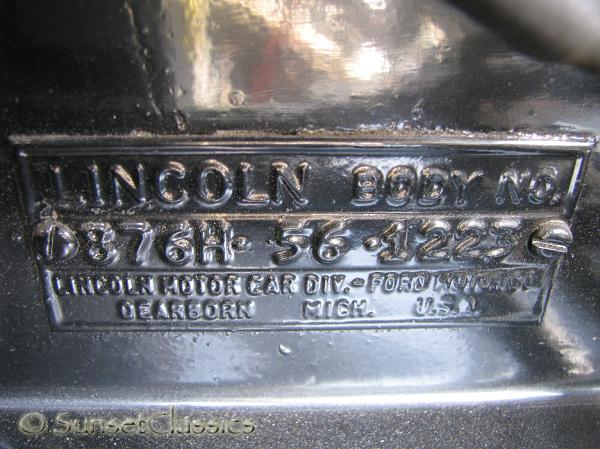 LINCOLN BODY NO.
876H· 56 ·1223
LINCOLN MOTOR CAR DIV.-FORD MOTOR CO.
DEARBORN MICH. U.S.A.
© SunsetClassics